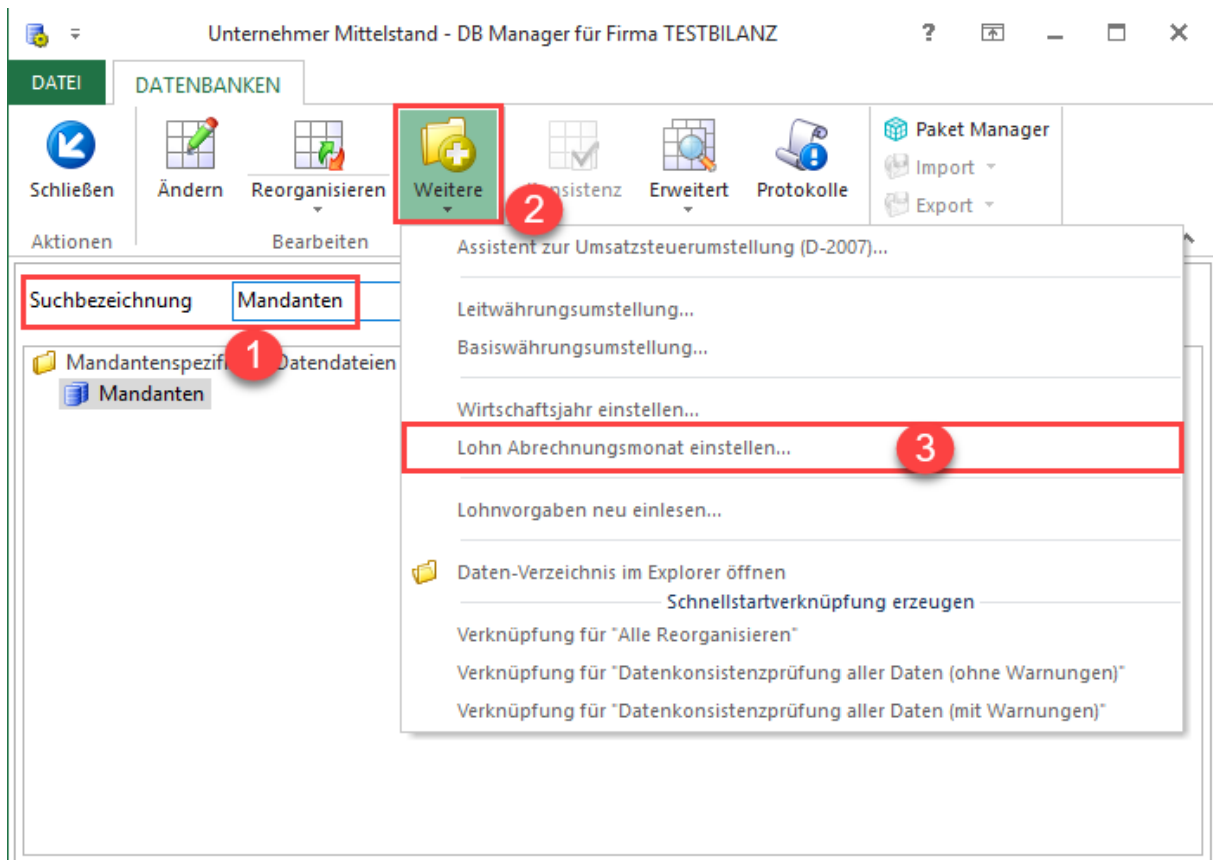 Unternehmer Mittelstand - DB Manager für Firma TESTBILANZ
?
DATEI
DATENBANKEN
Schließen
Ändern
Reorganisieren
Weitere
Erweitert
Protokolle
Paket Manager
Import
Export
Aktionen
Bearbeiten
2
Suchbezeichnung
Mandanten
1
Datendateien
Mandanten
Assistent zur Umsatzsteuerumstellung (D-2007)...
Leitwährungsumstellung...
Basiswährungsumstellung...
Wirtschaftsjahr einstellen...
Lohn Abrechnungsmonat einstellen...
3
Lohnvorgaben neu einlesen...
Daten-Verzeichnis im Explorer öffnen
Schnellstartverknüpfung erzeugen
Verknüpfung für "Alle Reorganisieren"
Verknüpfung für "Datenkonsistenzprüfung aller Daten (ohne Warnungen)"
Verknüpfung für "Datenkonsistenzprüfung aller Daten (mit Warnungen)"